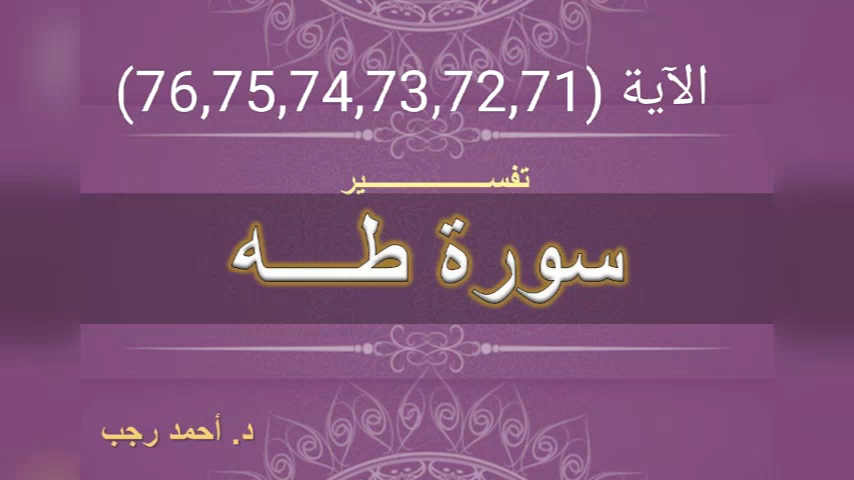 الآية (71,72,73,74,75,76)
تفسير
سورة طه
د. أحمد رجب